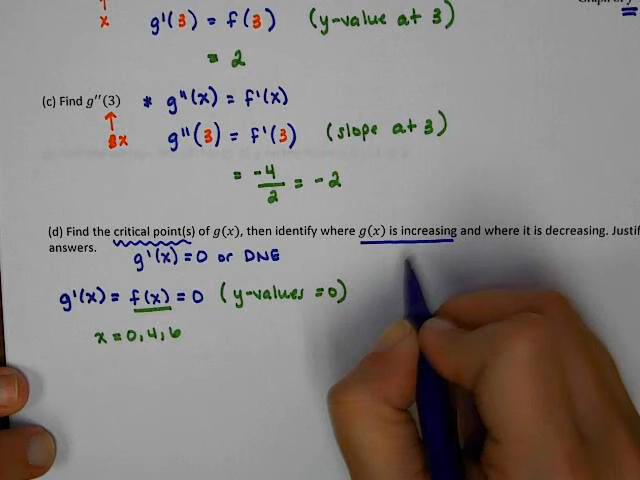 x g'(3) = f(3) (y-value at 3)
= 2
(c) Find g''(3) * g''(x) = f'(x)
x g''(3) = f'(3) (slope at 3)
= -4/2 = -2
(d) Find the critical point(s) of g(x), then identify where g(x) is increasing and where it is decreasing. Justif
answers.
g'(x) = 0 or DNE
g'(x) = f(x) = 0 (y-values = 0)
x = 0, 4, 6